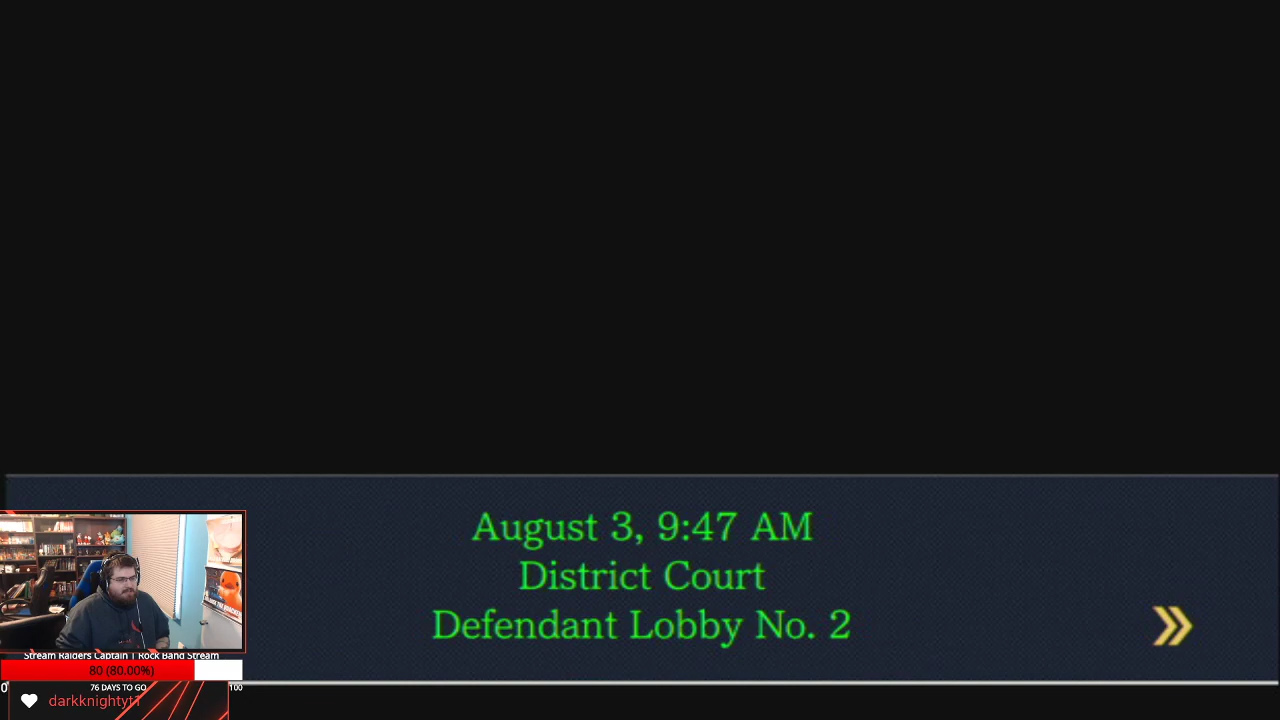 August 3, 9:47 AM
District Court
Defendant Lobby No. 2
Stream Raiders Captain 1 Rock Band Stream
80 (80.00%)
0
76 DAYS TO GO
100
darkknightyt1